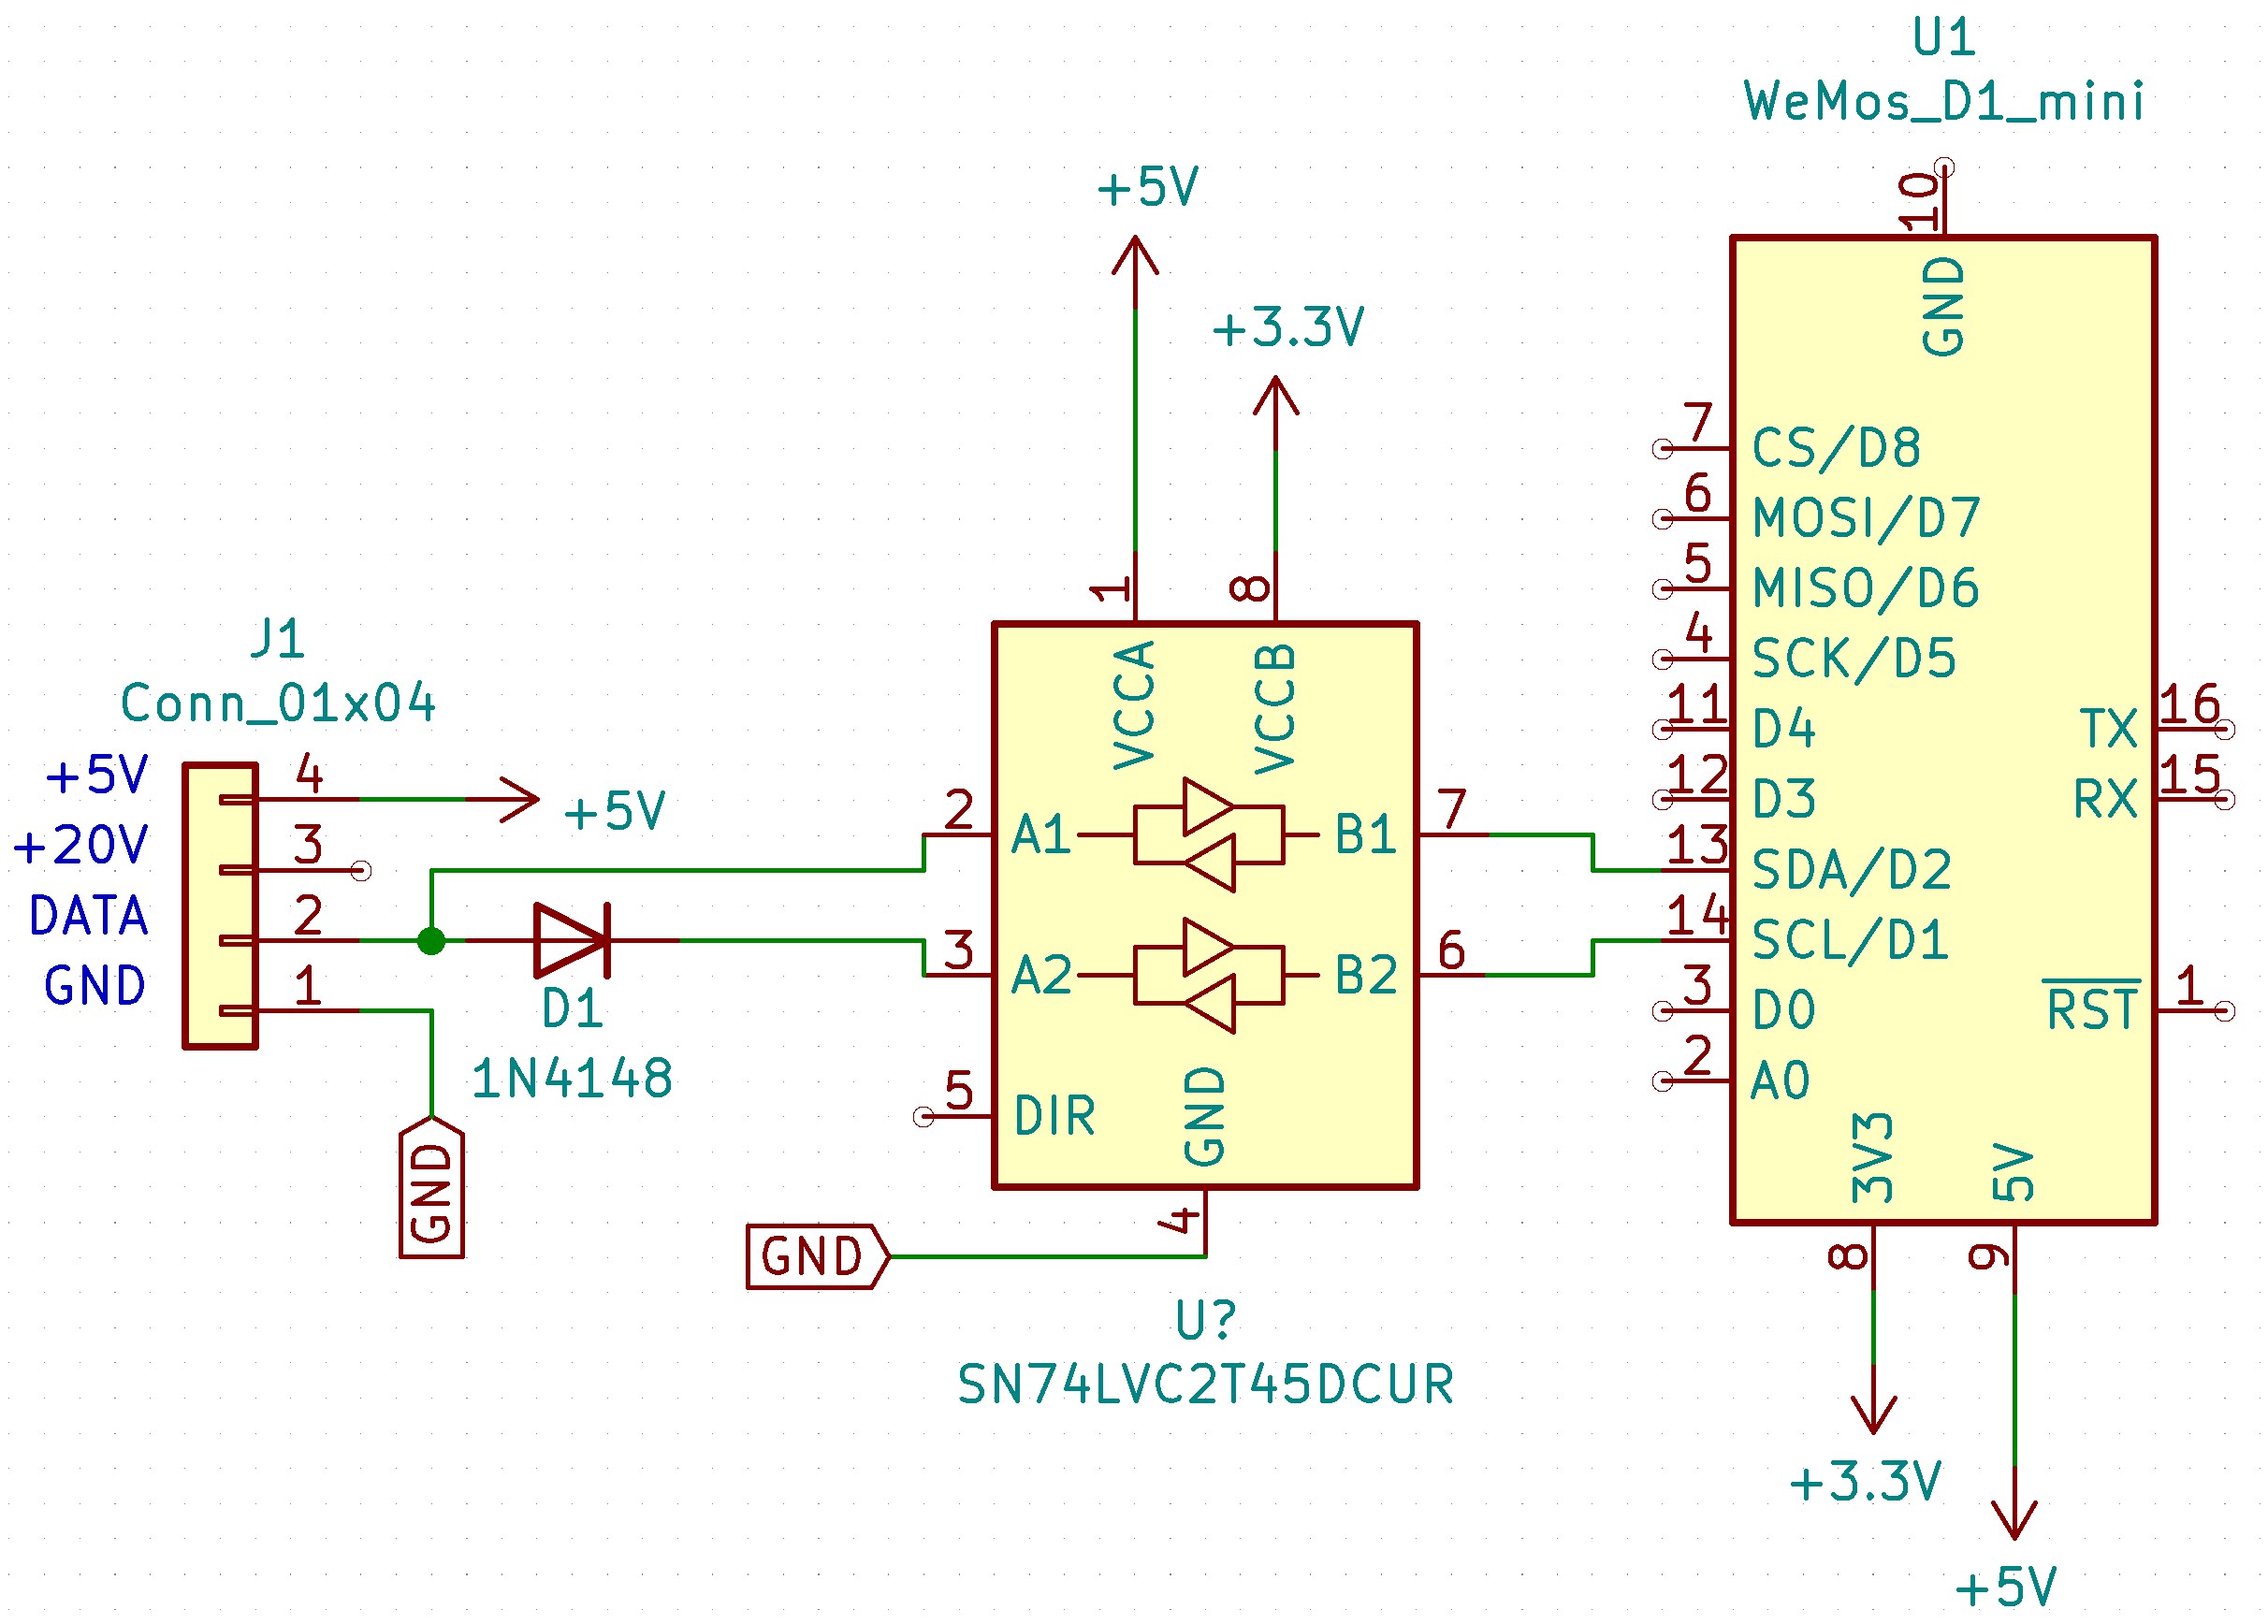 U1
WeMos_D1_mini
10
GND
7
CS/D8
6
MOSI/D7
5
MISO/D6
4
SCK/D5
11
D4
12
D3
13
SDA/D2
14
SCL/D1
3
D0
2
A0
TX
16
RX
15
RST
1
3V3
8
5V
9
+3.3V
+5V
+5V
+3.3V
1
8
VCCA
VCCB
2
A1
B1
7
3
A2
B2
6
5
DIR
GND
4
GND
U?
SN74LVC2T45DCUR
J1
Conn_01x04
+5V
4
+5V
+20V
3
DATA
2
GND
1
D1
1N4148
GND